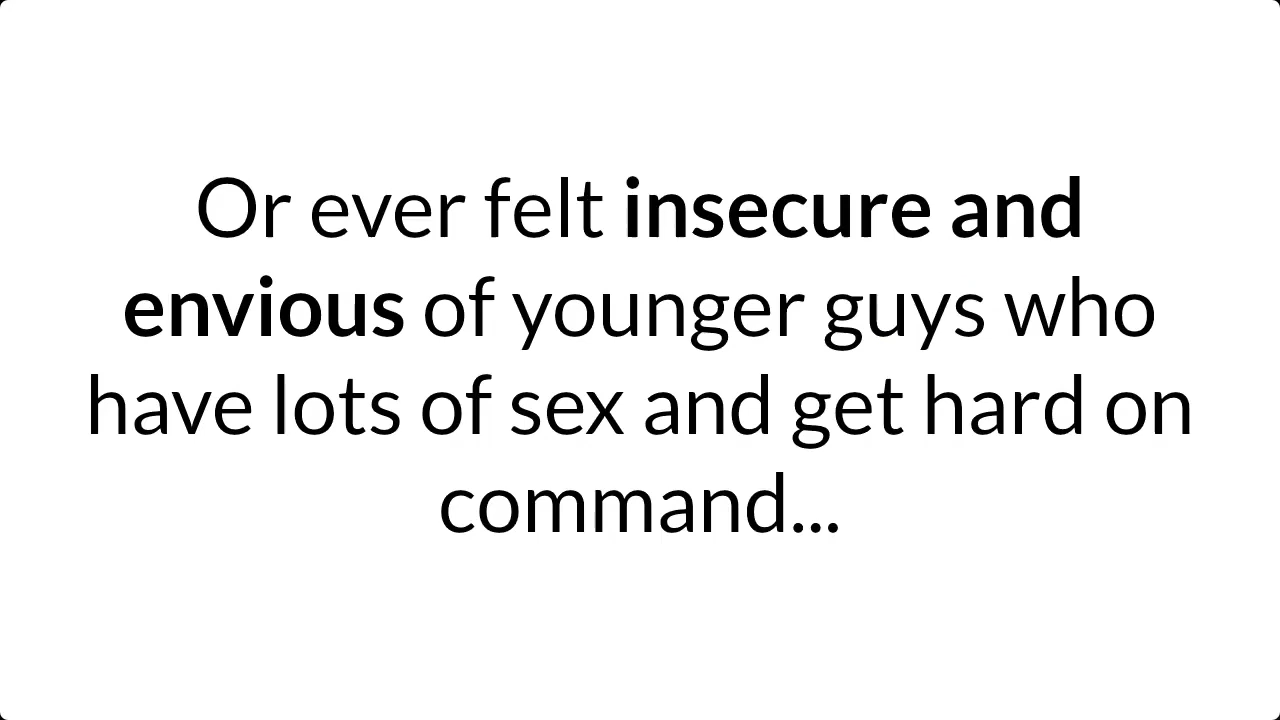 Or ever felt insecure and
envious of younger guys who
have lots of sex and get hard on
command...